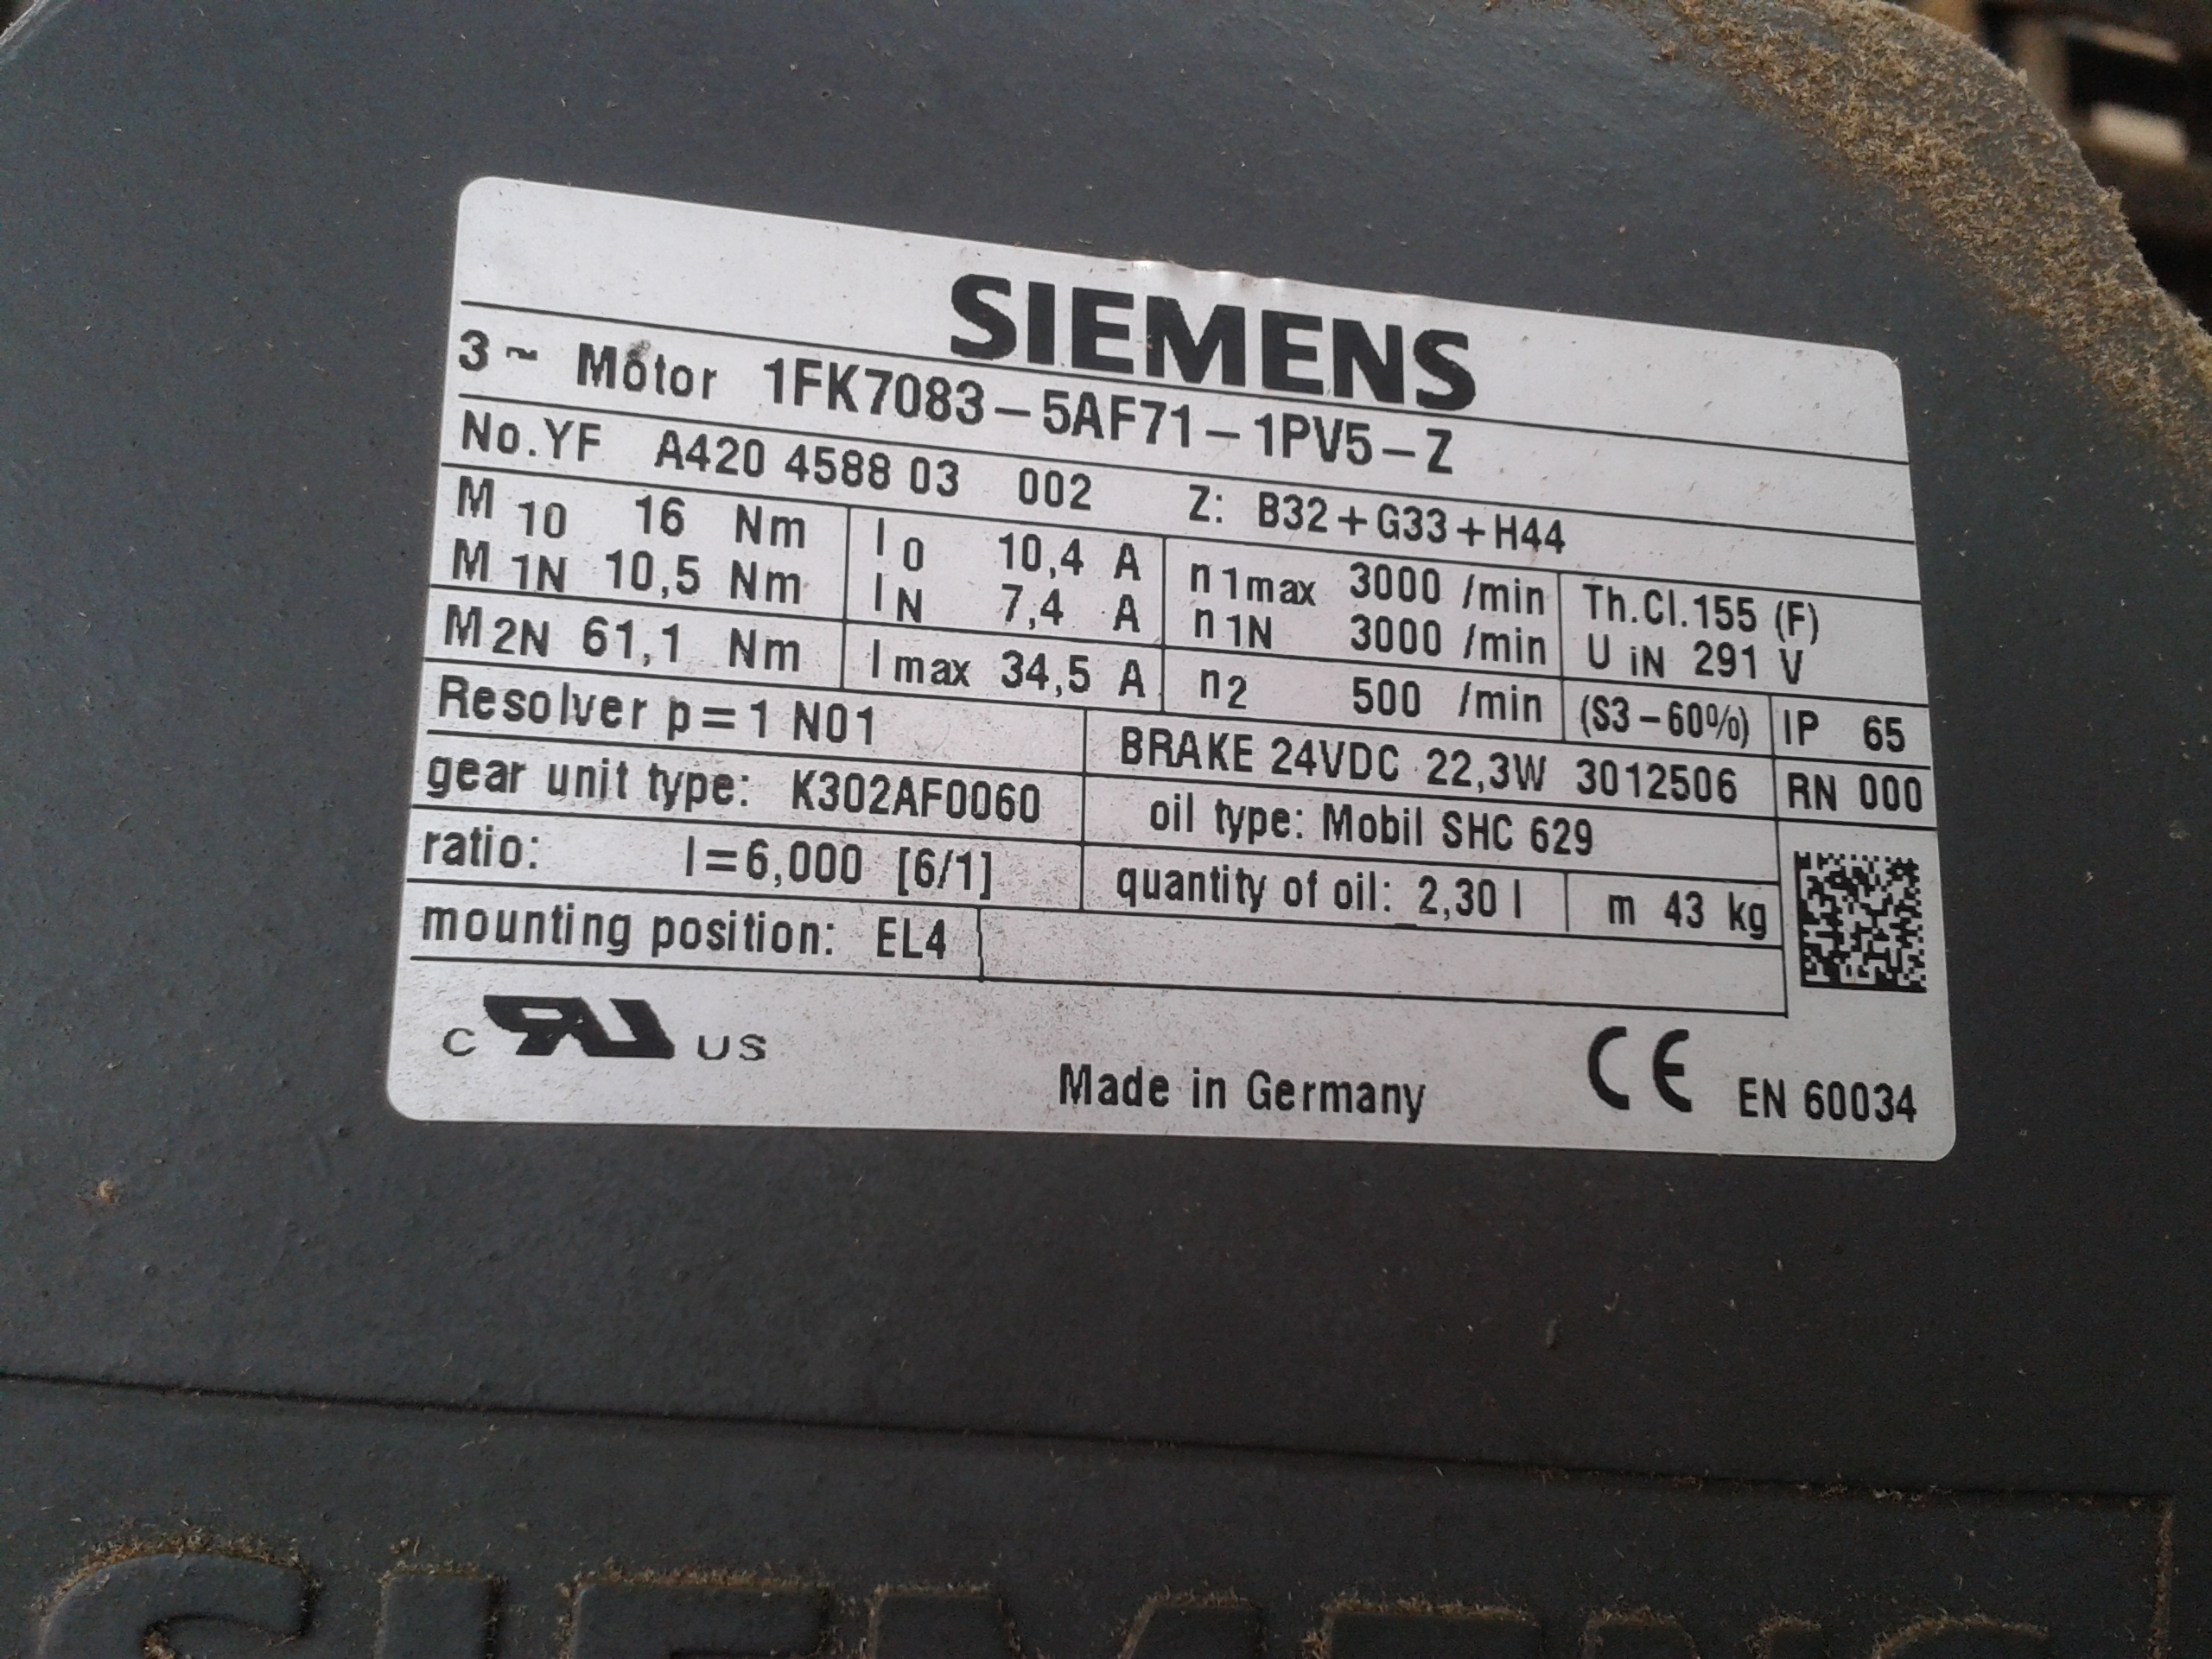 SIEMENS
3 ~ Motor 1FK7083-5AF71-1PV5-Z
No.YF A420 4588 03 002 Z: B32+G33+H44
M 10 16 Nm I 0 10,4 A n 1max 3000 /min Th.Cl.155 (F)
M 1N 10,5 Nm I N 7,4 A n 1N 3000 /min U iN 291 V
M 2N 61,1 Nm I max 34,5 A n2 500 /min (S3-60%) IP 65
Resolver p=1 N01 BRAKE 24VDC 22,3W 3012506 RN 000
gear unit type: K302AF0060 oil type: Mobil SHC 629
ratio: I=6,000 [6/1] quantity of oil: 2,30 l m 43 kg
mounting position: EL4
c RU US Made in Germany CE EN 60034
SIEMENS